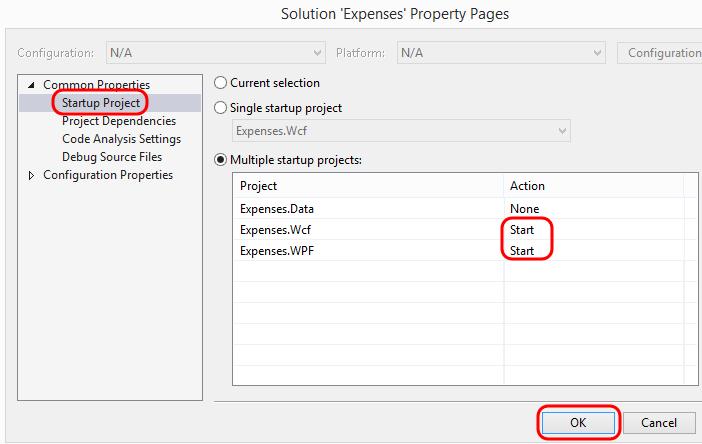 Solution 'Expenses' Property Pages
Configuration: N/A Platform: N/A Configuration
Common Properties
Startup Project
Project Dependencies
Code Analysis Settings
Debug Source Files
Configuration Properties
Current selection
Single startup project
Expenses.Wcf
Multiple startup projects:
Project Action
Expenses.Data None
Expenses.Wcf Start
Expenses.WPF Start
OK Cancel